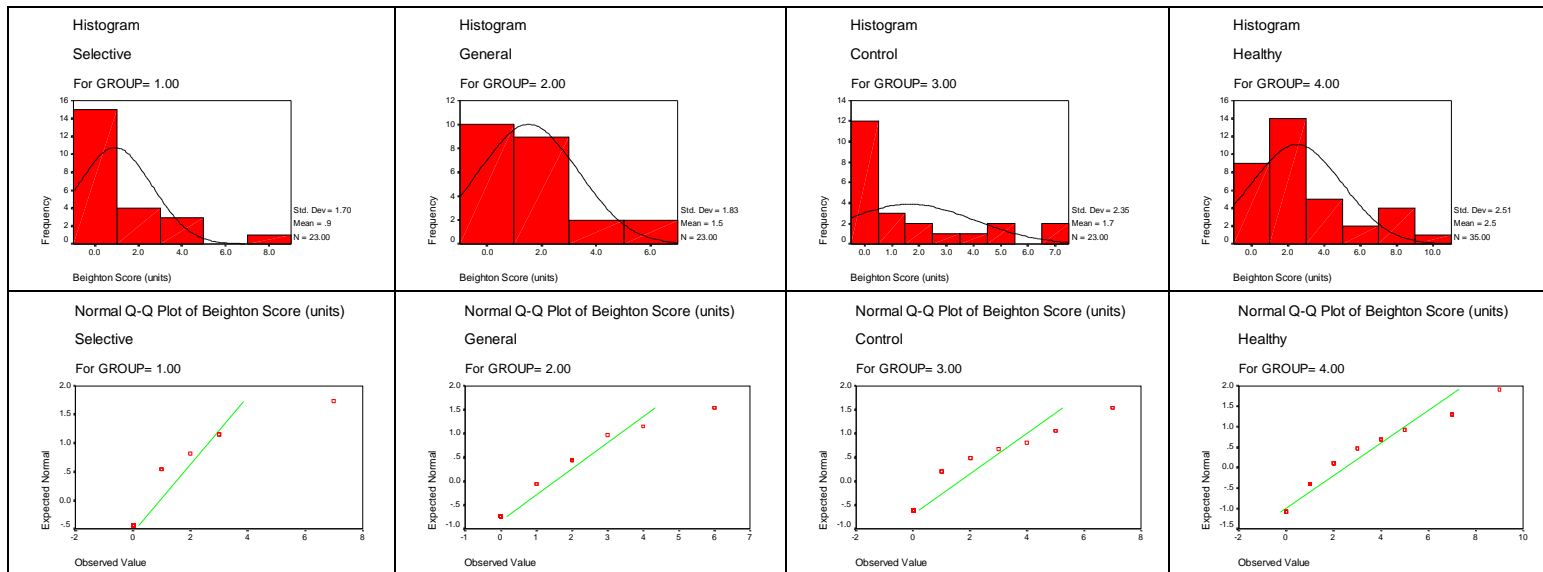 Histogram
Selective
For GROUP= 1.00
16
14
12
10
8
6
4
2
0
Frequency
0.0 2.0 4.0 6.0 8.0
Std. Dev = 1.70
Mean = .9
N = 23.00
Beighton Score (units)
Histogram
General
For GROUP= 2.00
12
10
8
6
4
2
0
Frequency
0.0 2.0 4.0 6.0
Std. Dev = 1.83
Mean = 1.5
N = 23.00
Beighton Score (units)
Histogram
Control
For GROUP= 3.00
14
12
10
8
6
4
2
0
Frequency
0.0 1.0 2.0 3.0 4.0 5.0 6.0 7.0
Std. Dev = 2.35
Mean = 1.7
N = 23.00
Beighton Score (units)
Histogram
Healthy
For GROUP= 4.00
16
14
12
10
8
6
4
2
0
Frequency
0.0 2.0 4.0 6.0 8.0 10.0
Std. Dev = 2.51
Mean = 2.5
N = 35.00
Beighton Score (units)
Normal Q-Q Plot of Beighton Score (units)
Selective
For GROUP= 1.00
2.0
1.5
1.0
.5
0.0
-.5
Expected Normal
-2 0 2 4 6 8
Observed Value
Normal Q-Q Plot of Beighton Score (units)
General
For GROUP= 2.00
2.0
1.5
1.0
.5
0.0
-.5
-1.0
Expected Normal
-1 0 1 2 3 4 5 6 7
Observed Value
Normal Q-Q Plot of Beighton Score (units)
Control
For GROUP= 3.00
2.0
1.5
1.0
.5
0.0
-.5
-1.0
Expected Normal
-2 0 2 4 6 8
Observed Value
Normal Q-Q Plot of Beighton Score (units)
Healthy
For GROUP= 4.00
2.0
1.5
1.0
.5
0.0
-.5
-1.0
-1.5
Expected Normal
-2 0 2 4 6 8 10
Observed Value